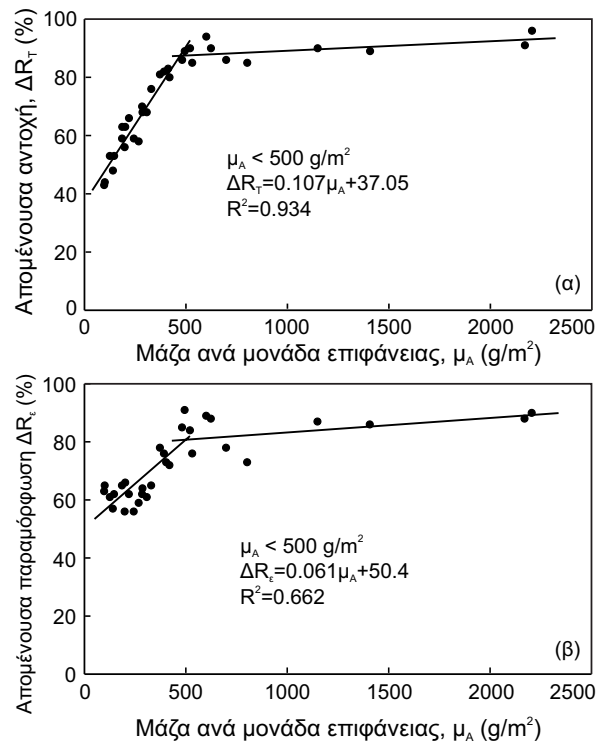 Απομένουσα αντοχή, ΔR_T (%)
100
80
60
40
20
0
μ_A < 500 g/m²
ΔR_T=0.107μ_A+37.05
R²=0.934
(α)
0 500 1000 1500 2000 2500
Μάζα ανά μονάδα επιφάνειας, μ_A (g/m²)
Απομένουσα παραμόρφωση ΔR_ε (%)
100
80
60
40
20
0
μ_A < 500 g/m²
ΔR_ε=0.061μ_A+50.4
R²=0.662
(β)
0 500 1000 1500 2000 2500
Μάζα ανά μονάδα επιφάνειας, μ_A (g/m²)